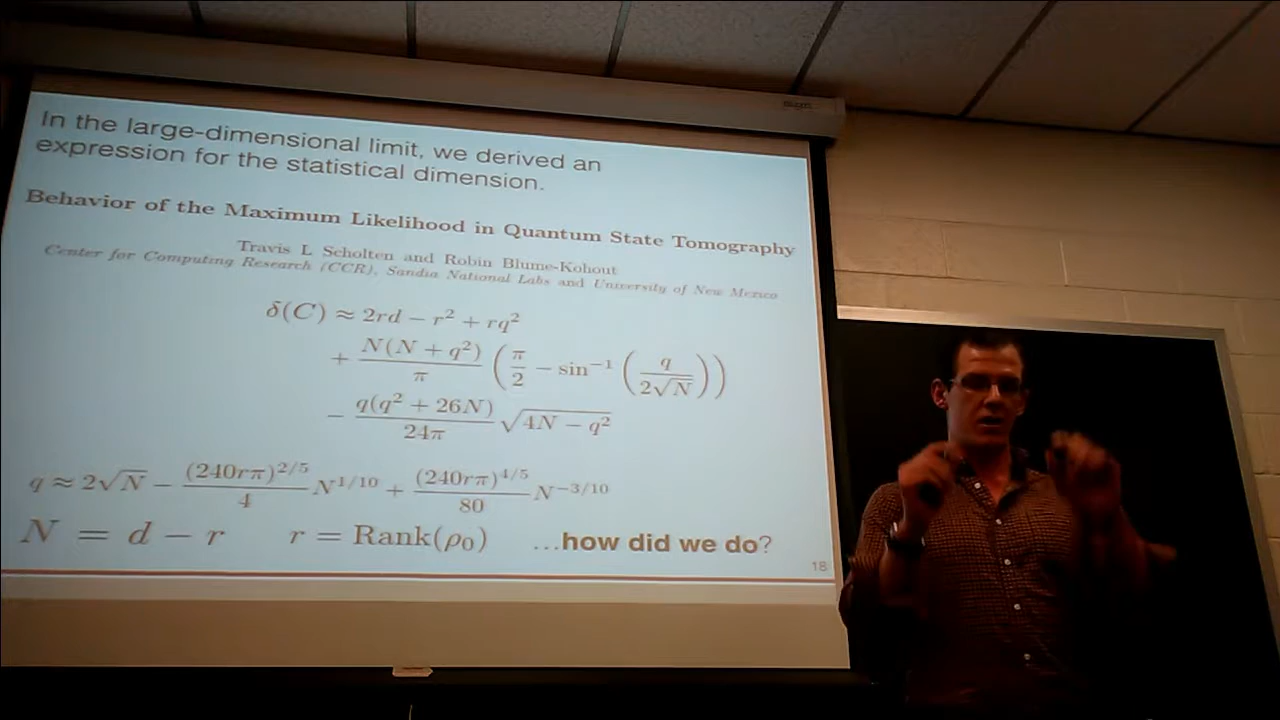 In the large-dimensional limit, we derived an
expression for the statistical dimension.
Behavior of the Maximum Likelihood in Quantum State Tomography
Travis L Scholten and Robin Blume-Kohout
Center for Computing Research (CCR), Sandia National Labs and University of New Mexico
δ(C) ≈ 2rd − r² + rq²
+ N(N + q²)/π (π/2 − sin⁻¹(q/2√N))
− q(q² + 26N)/24π √(4N − q²)
q ≈ 2√N − (240rπ)^2/5/4 N^1/10 + (240rπ)^4/5/80 N^−3/10
N = d − r r = Rank(ρ₀) ...how did we do?
18